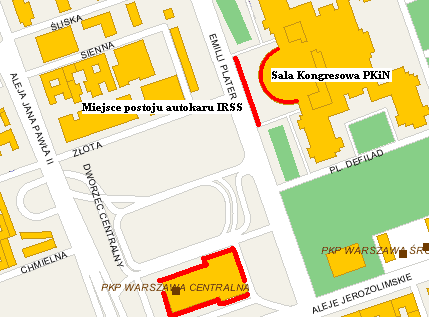 ŚLISKA
SIENNA
EMILII PLATER
Sala Kongresowa PKiN
ALEJA JANA PAWŁA II
Miejsce postoju autokaru IRSS
ZŁOTA
PL. DEFILAD
DWORZEC CENTRALNY
CHMIELNA
PKP WARSZAWA ŚRO
PKP WARSZAWA CENTRALNA
ALEJE JEROZOLIMSKIE